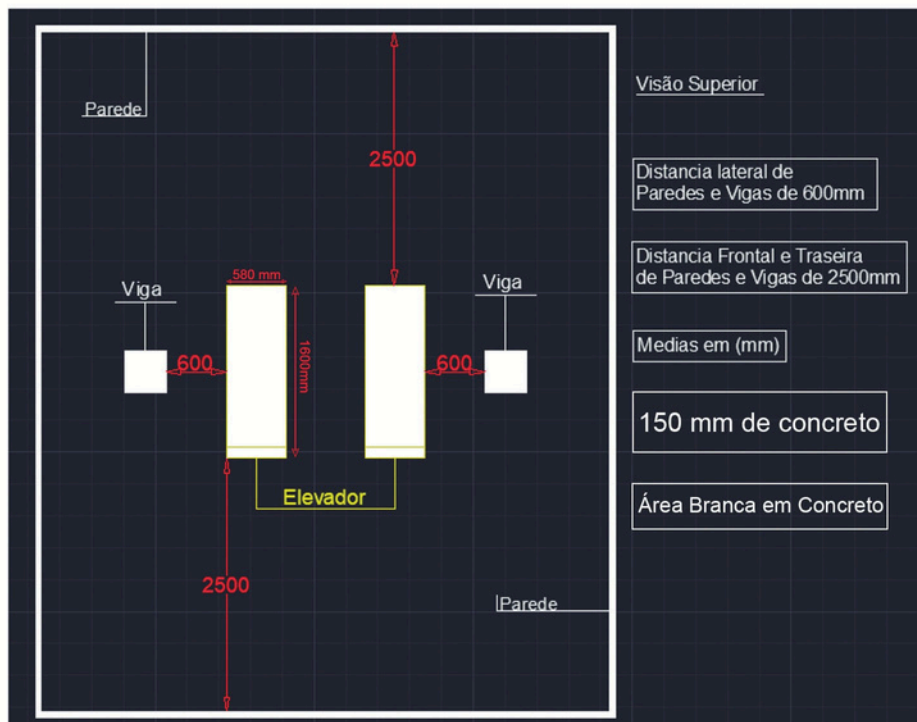 Visão Superior
Parede
2500
Distancia lateral de
Paredes e Vigas de 600mm
Distancia Frontal e Traseira
de Paredes e Vigas de 2500mm
580 mm
Viga
Viga
600
1600mm
600
Medias em (mm)
150 mm de concreto
Elevador
Área Branca em Concreto
2500
Parede